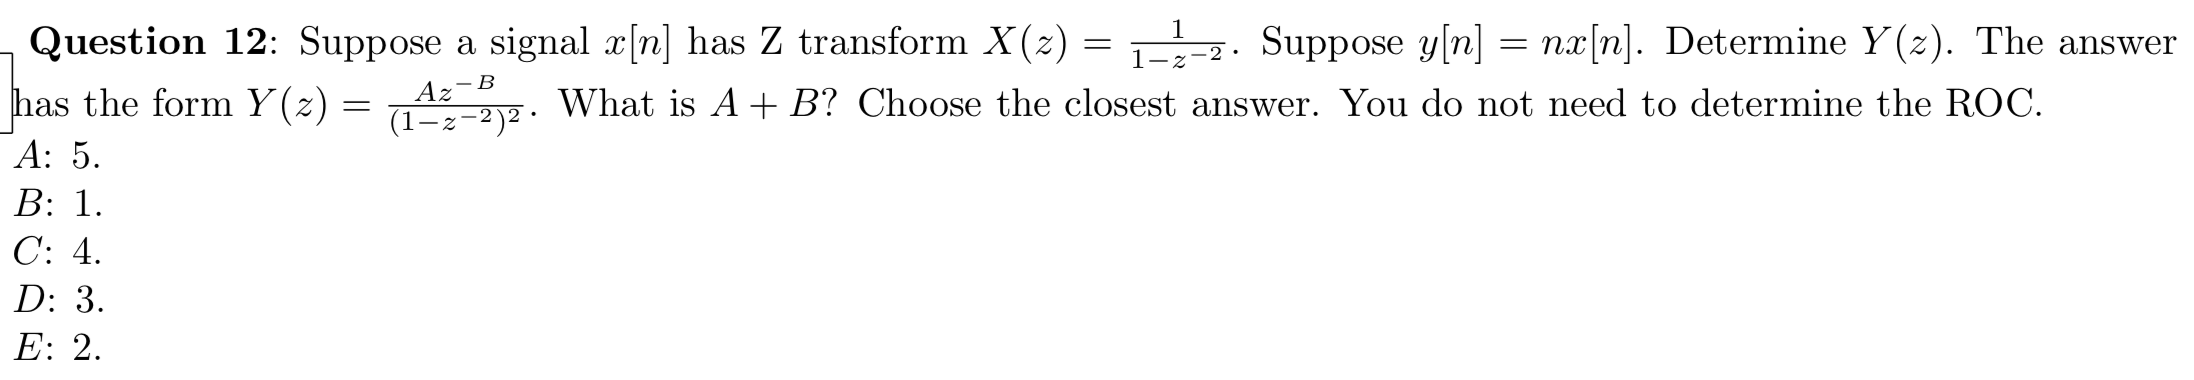 Question 12: Suppose a signal x[n] has Z transform X(z) = \frac{1}{1-z^{-2}}. Suppose y[n] = nx[n]. Determine Y(z). The answer
has the form Y(z) = \frac{Az^{-B}}{(1-z^{-2})^2}. What is A + B? Choose the closest answer. You do not need to determine the ROC.
A: 5.
B: 1.
C: 4.
D: 3.
E: 2.